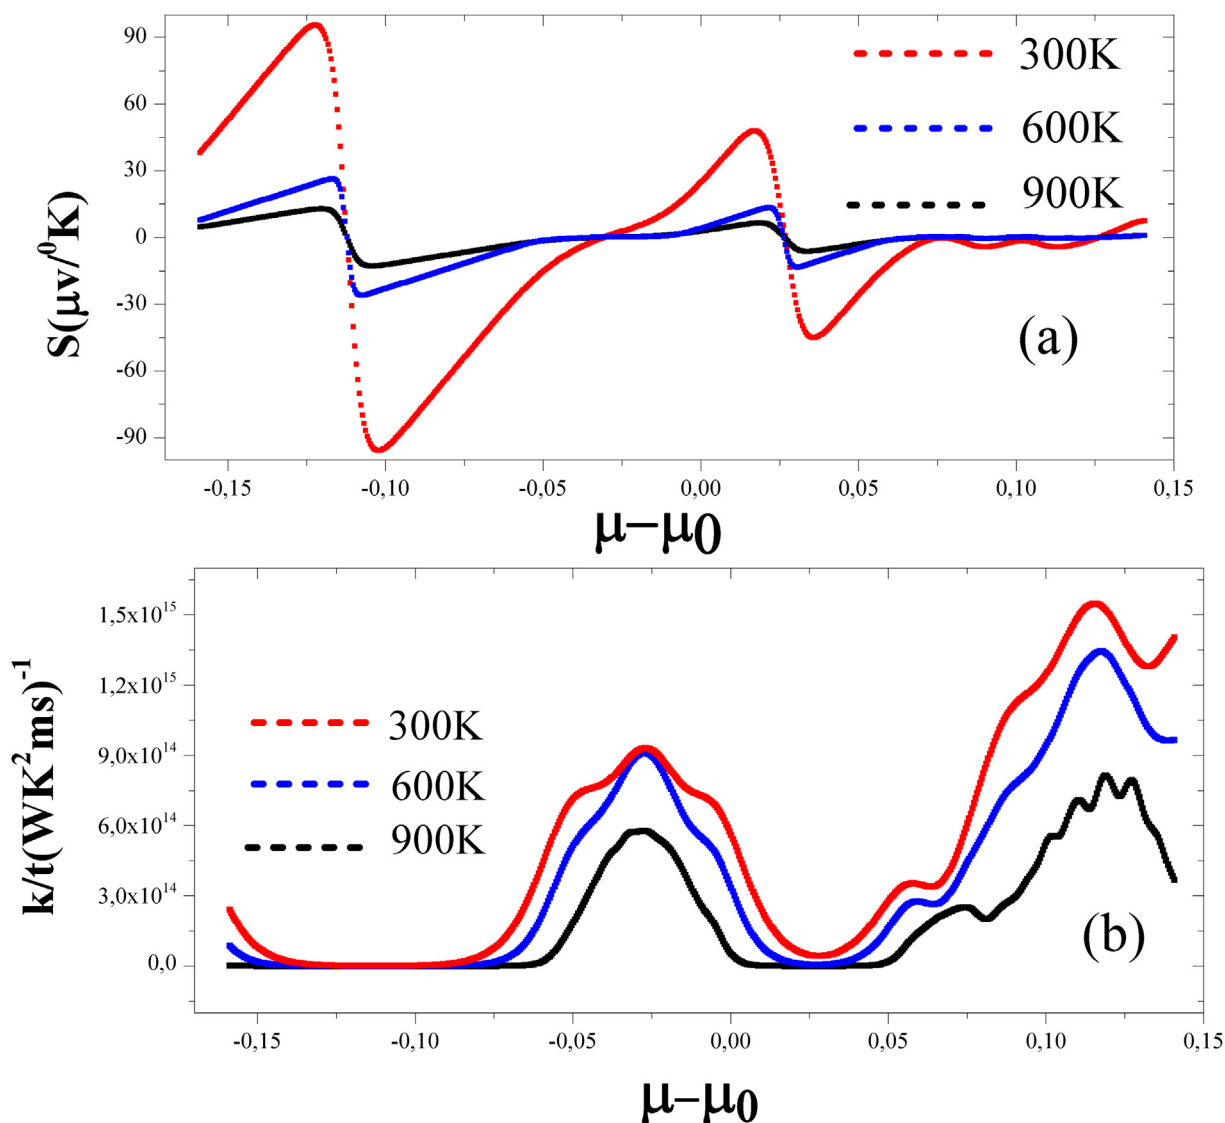 90
60
30
0
-30
-60
-90
S(μv/⁰K)
300K
600K
900K
(a)
-0,15 -0,10 -0,05 0,00 0,05 0,10 0,15
μ−μ₀
1,5x10¹⁵
1,2x10¹⁵
9,0x10¹⁴
6,0x10¹⁴
3,0x10¹⁴
0,0
k/t(WK²ms)⁻¹
300K
600K
900K
(b)
-0,15 -0,10 -0,05 0,00 0,05 0,10 0,15
μ−μ₀